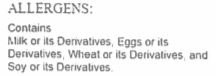 ALLERGENS:
Contains
Milk or its Derivatives, Eggs or its
Derivatives, Wheat or its Derivatives, and
Soy or its Derivatives.